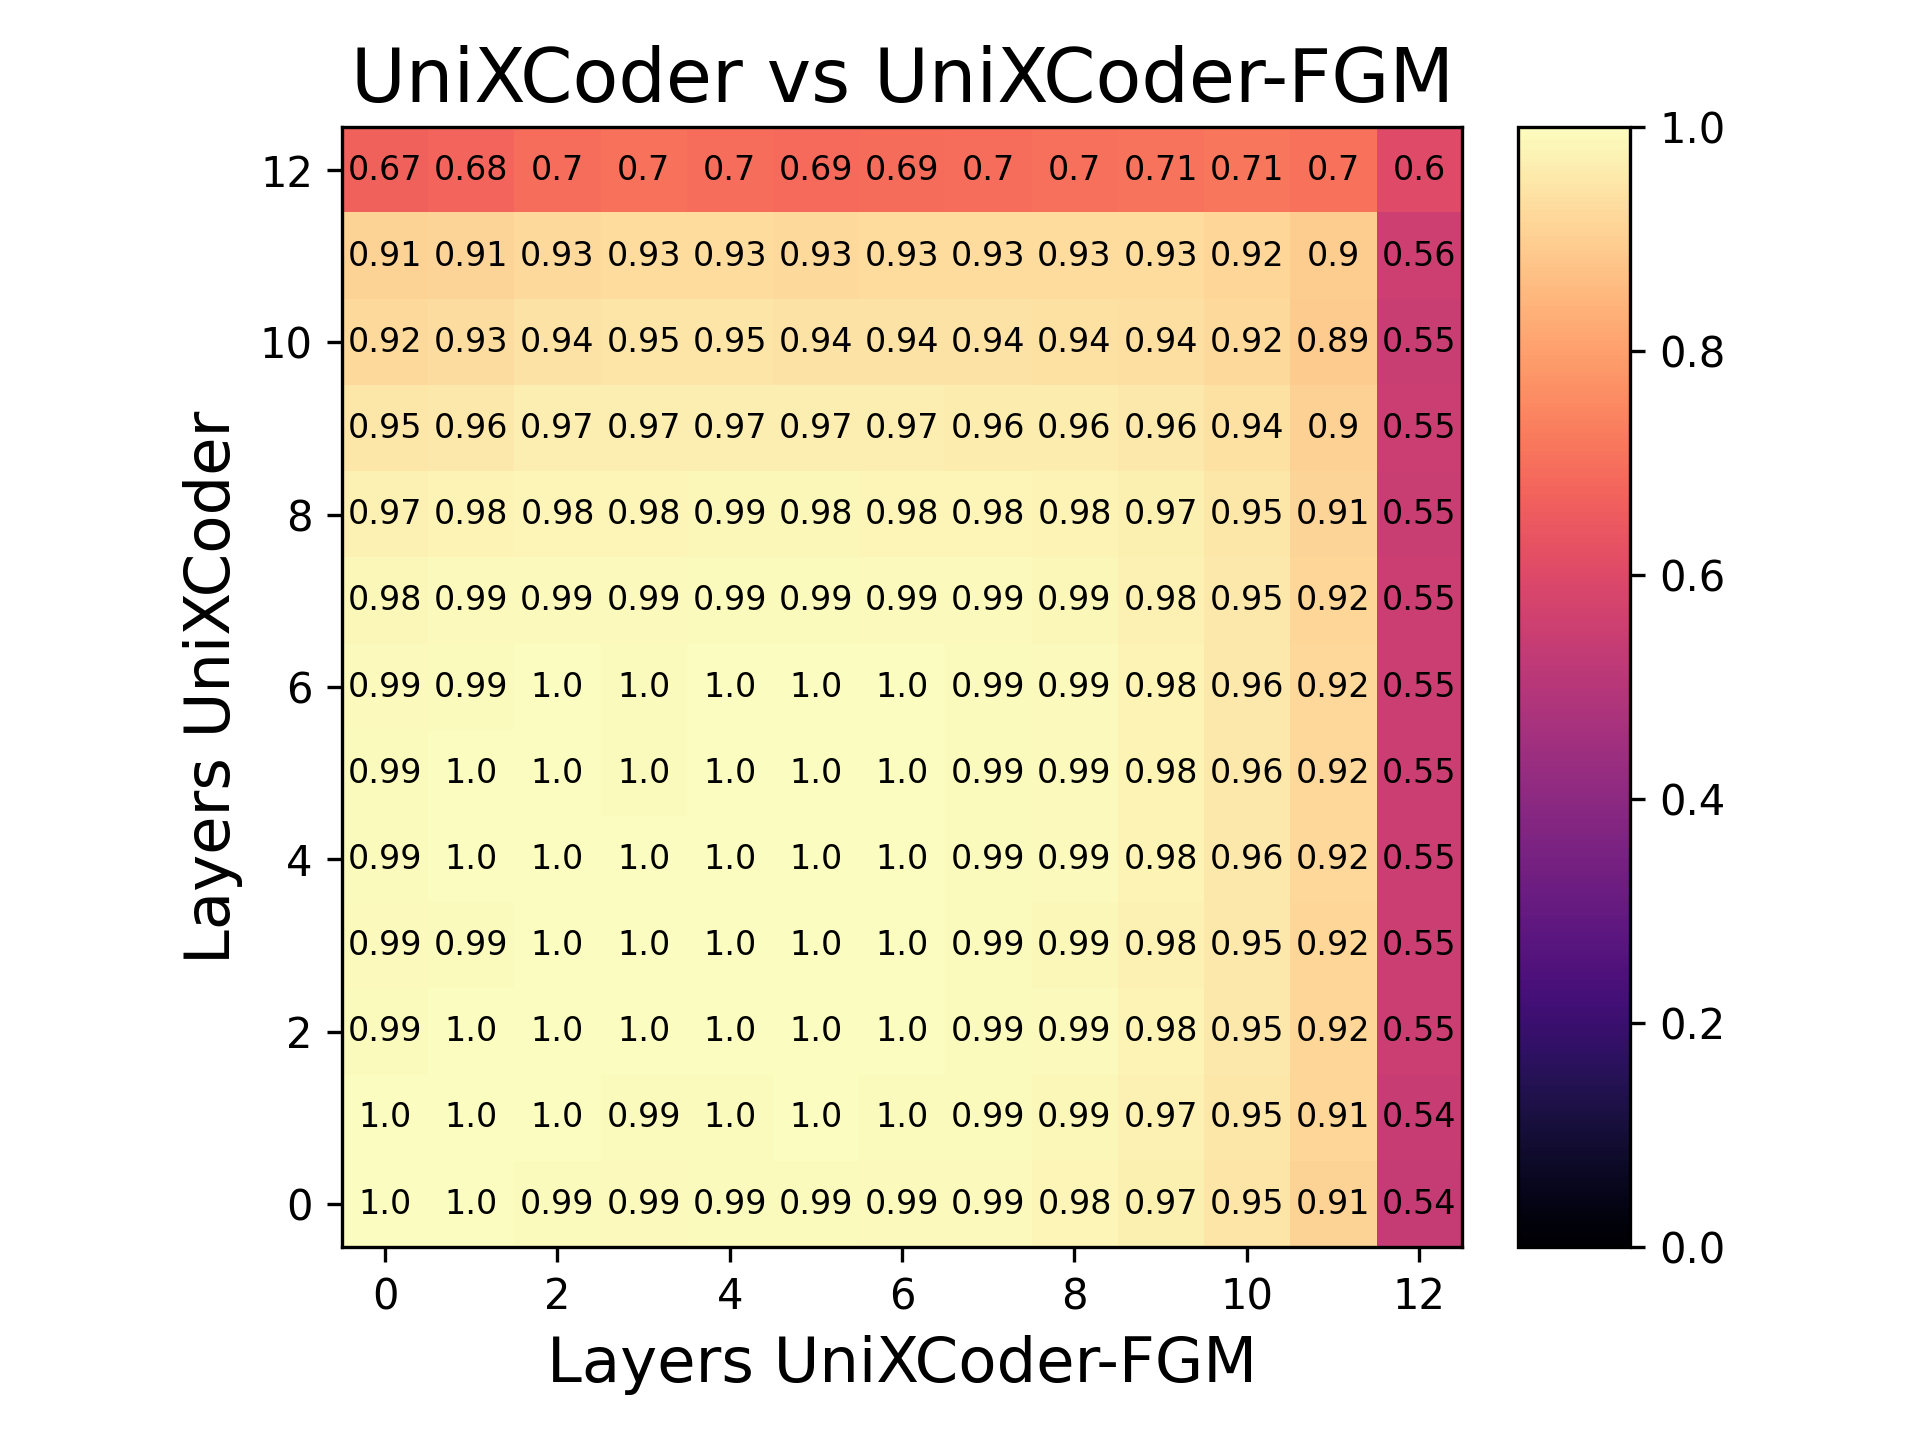 UniXCoder vs UniXCoder-FGM
12 0.67 0.68 0.7 0.7 0.7 0.69 0.69 0.7 0.7 0.71 0.71 0.7 0.6
0.91 0.91 0.93 0.93 0.93 0.93 0.93 0.93 0.93 0.93 0.92 0.9 0.56
10 0.92 0.93 0.94 0.95 0.95 0.94 0.94 0.94 0.94 0.94 0.92 0.89 0.55
0.95 0.96 0.97 0.97 0.97 0.97 0.97 0.96 0.96 0.96 0.94 0.9 0.55
8 0.97 0.98 0.98 0.98 0.99 0.98 0.98 0.98 0.98 0.97 0.95 0.91 0.55
0.98 0.99 0.99 0.99 0.99 0.99 0.99 0.99 0.99 0.98 0.95 0.92 0.55
6 0.99 0.99 1.0 1.0 1.0 1.0 1.0 0.99 0.99 0.98 0.96 0.92 0.55
0.99 1.0 1.0 1.0 1.0 1.0 1.0 0.99 0.99 0.98 0.96 0.92 0.55
4 0.99 1.0 1.0 1.0 1.0 1.0 1.0 0.99 0.99 0.98 0.96 0.92 0.55
0.99 0.99 1.0 1.0 1.0 1.0 1.0 0.99 0.99 0.98 0.95 0.92 0.55
2 0.99 1.0 1.0 1.0 1.0 1.0 1.0 0.99 0.99 0.98 0.95 0.92 0.55
1.0 1.0 1.0 0.99 1.0 1.0 1.0 0.99 0.99 0.97 0.95 0.91 0.54
0 1.0 1.0 0.99 0.99 0.99 0.99 0.99 0.99 0.98 0.97 0.95 0.91 0.54
0 2 4 6 8 10 12
Layers UniXCoder-FGM
Layers UniXCoder
1.0
0.8
0.6
0.4
0.2
0.0